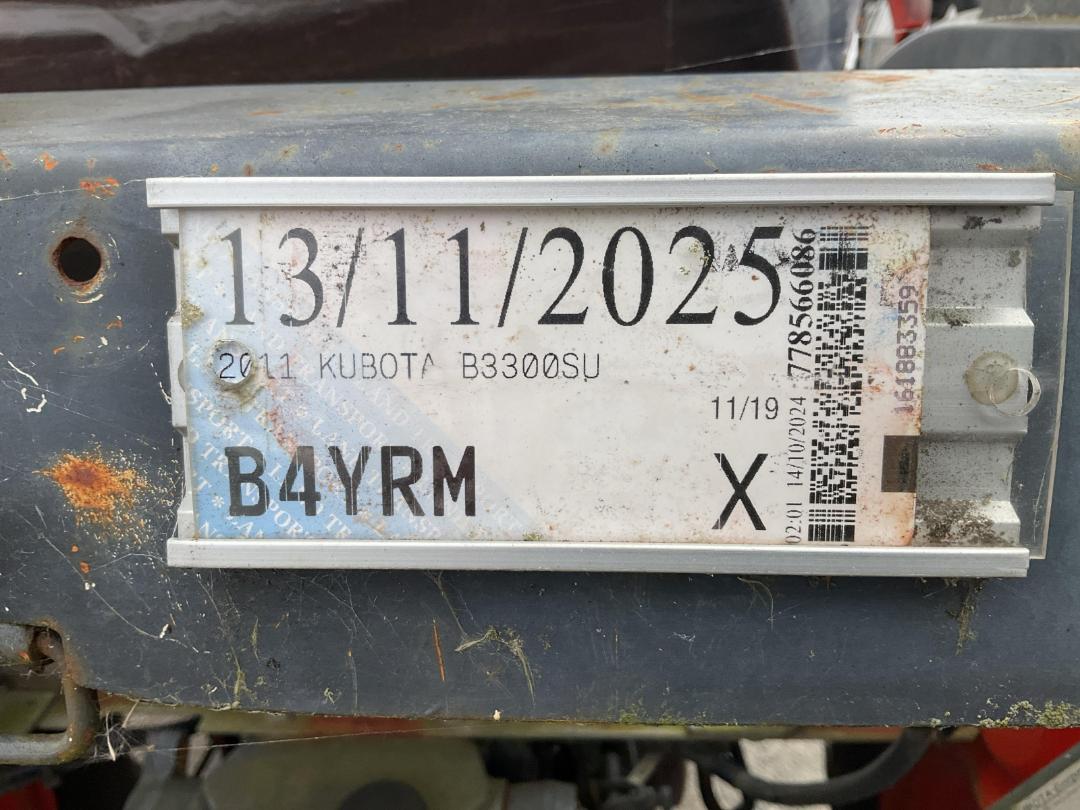 13/11/2025
2011 KUBOTA B3300SU
11/19
B4YRM
X
02:01 14/10/2024 778566086
161883359